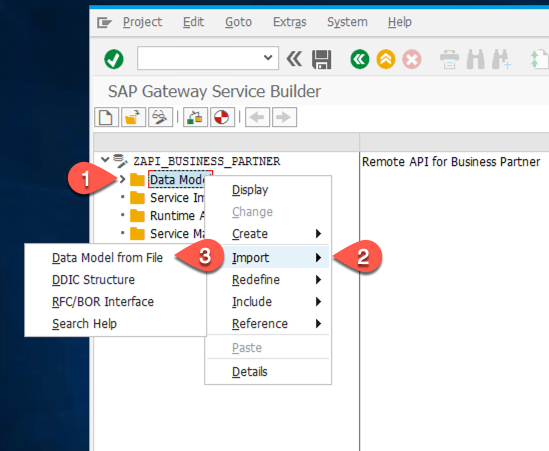 Project Edit Goto Extras System Help
SAP Gateway Service Builder
ZAPI_BUSINESS_PARTNER Remote API for Business Partner
1 Data Mode
Display
Service Im
Change
Runtime A
Service Ma Create
Data Model from File 3 Import 2
DDIC Structure Redefine
RFC/BOR Interface Include
Search Help Reference
Paste
Details